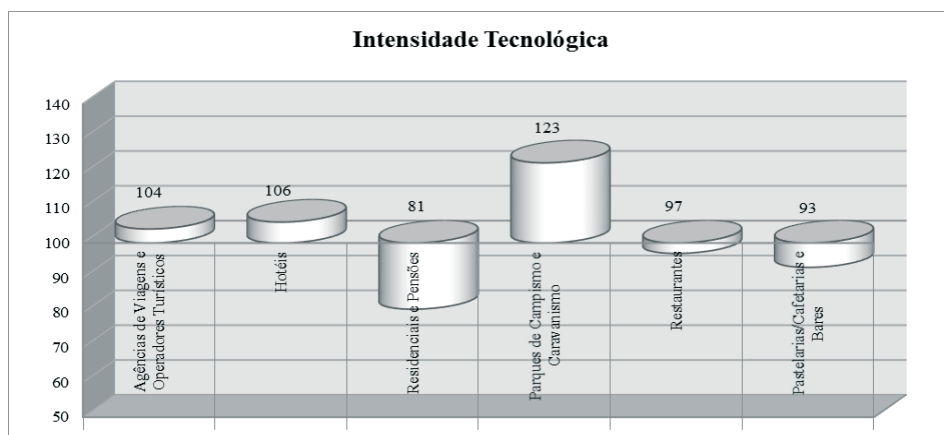 Intensidade Tecnológica
140
130
120
110
100
90
80
70
60
50
104
106
81
123
97
93
Agências de Viagens e
Operadores Turísticos
Hotéis
Residenciais e Pensões
Parques de Campismo e
Caravanismo
Restaurantes
Pastelarias/Cafetarias e
Bares